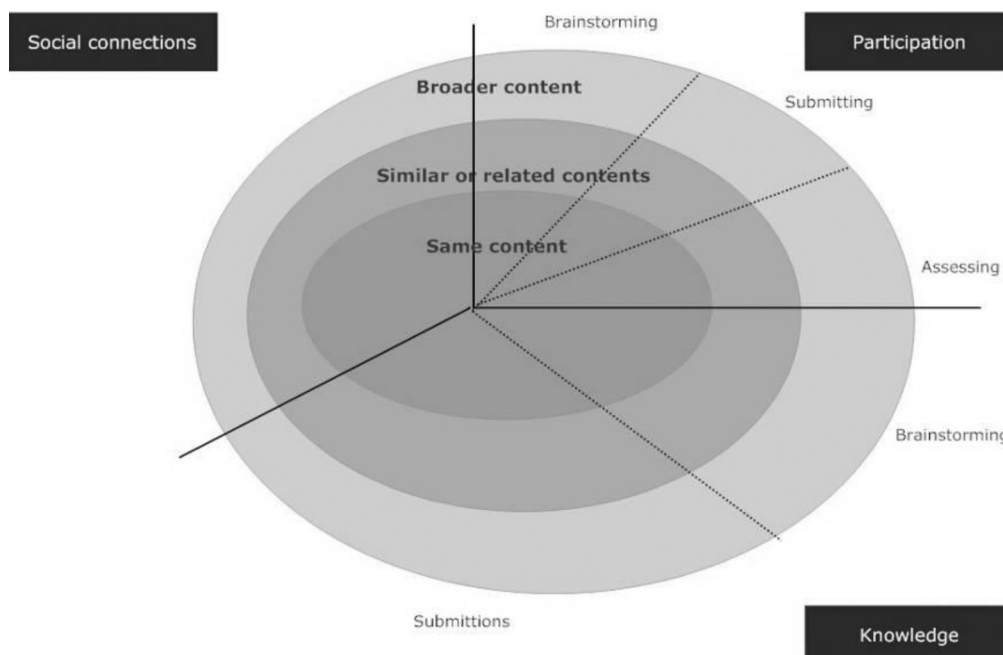 Brainstorming
Social connections
Participation
Broader content
Submitting
Similar or related contents
Same content
Assessing
Brainstorming
Submittions
Knowledge